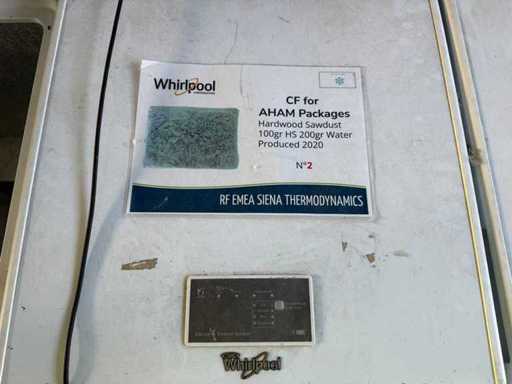 Whirlpool
CORPORATION
CF for
AHAM Packages
Hardwood Sawdust
100gr HS 200gr Water
Produced 2020
N°2
RF EMEA SIENA THERMODYNAMICS
Whirlpool